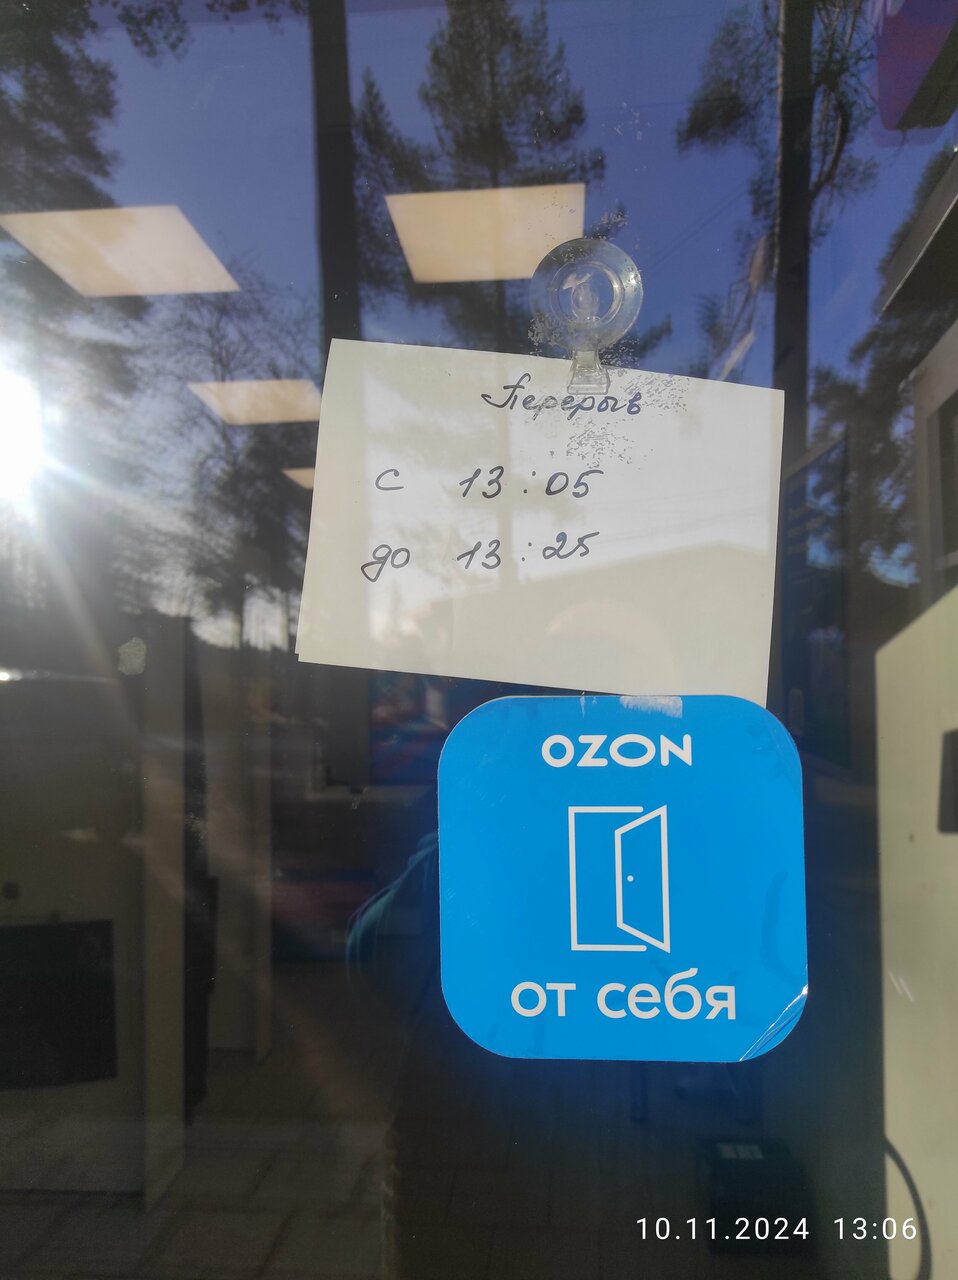 Перерыв
с 13:05
до 13:25
OZON
от себя
10.11.2024 13:06